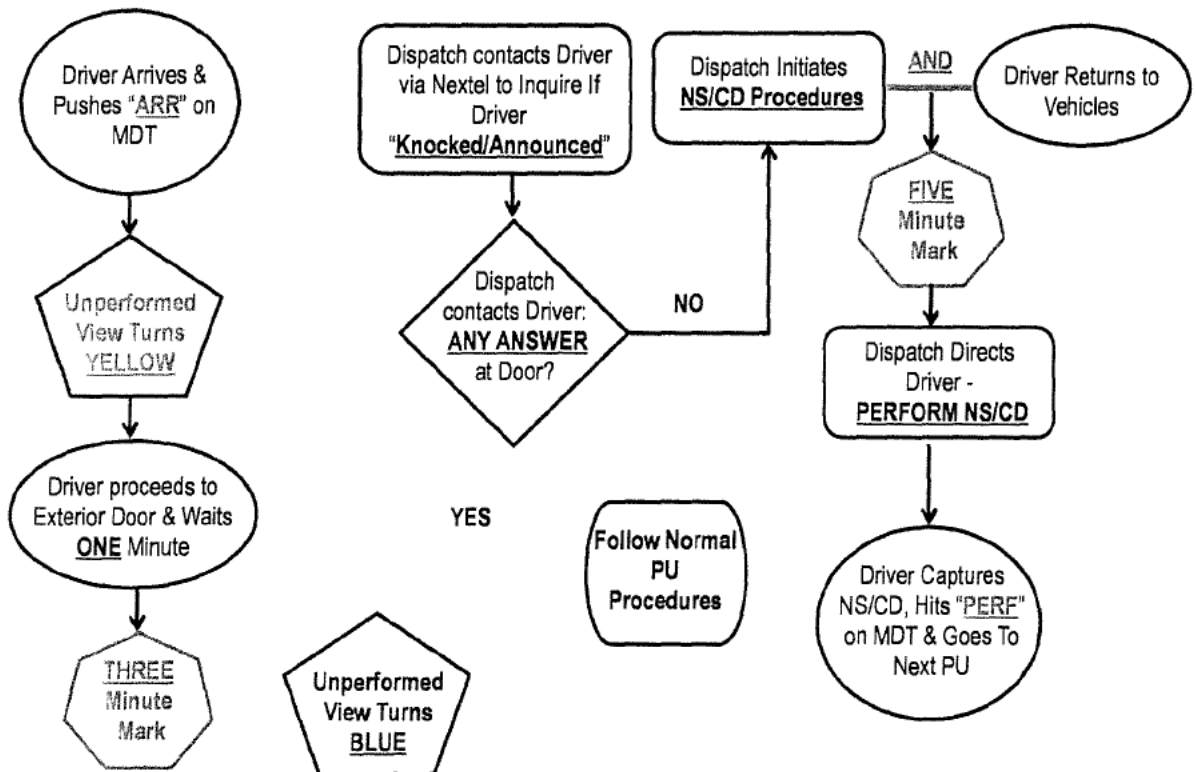 Driver Arrives &
Pushes “ARR” on
MDT
Unperformed
View Turns
YELLOW
Driver proceeds to
Exterior Door & Waits
ONE Minute
THREE
Minute
Mark
Unperformed
View Turns
BLUE
Dispatch contacts Driver
via Nextel to Inquire If
Driver
“Knocked/Announced”
Dispatch
contacts Driver:
ANY ANSWER
at Door?
NO
YES
Follow Normal
PU
Procedures
Dispatch Initiates
NS/CD Procedures
AND
Driver Returns to
Vehicles
FIVE
Minute
Mark
Dispatch Directs
Driver -
PERFORM NS/CD
Driver Captures
NS/CD, Hits “PERF”
on MDT & Goes To
Next PU